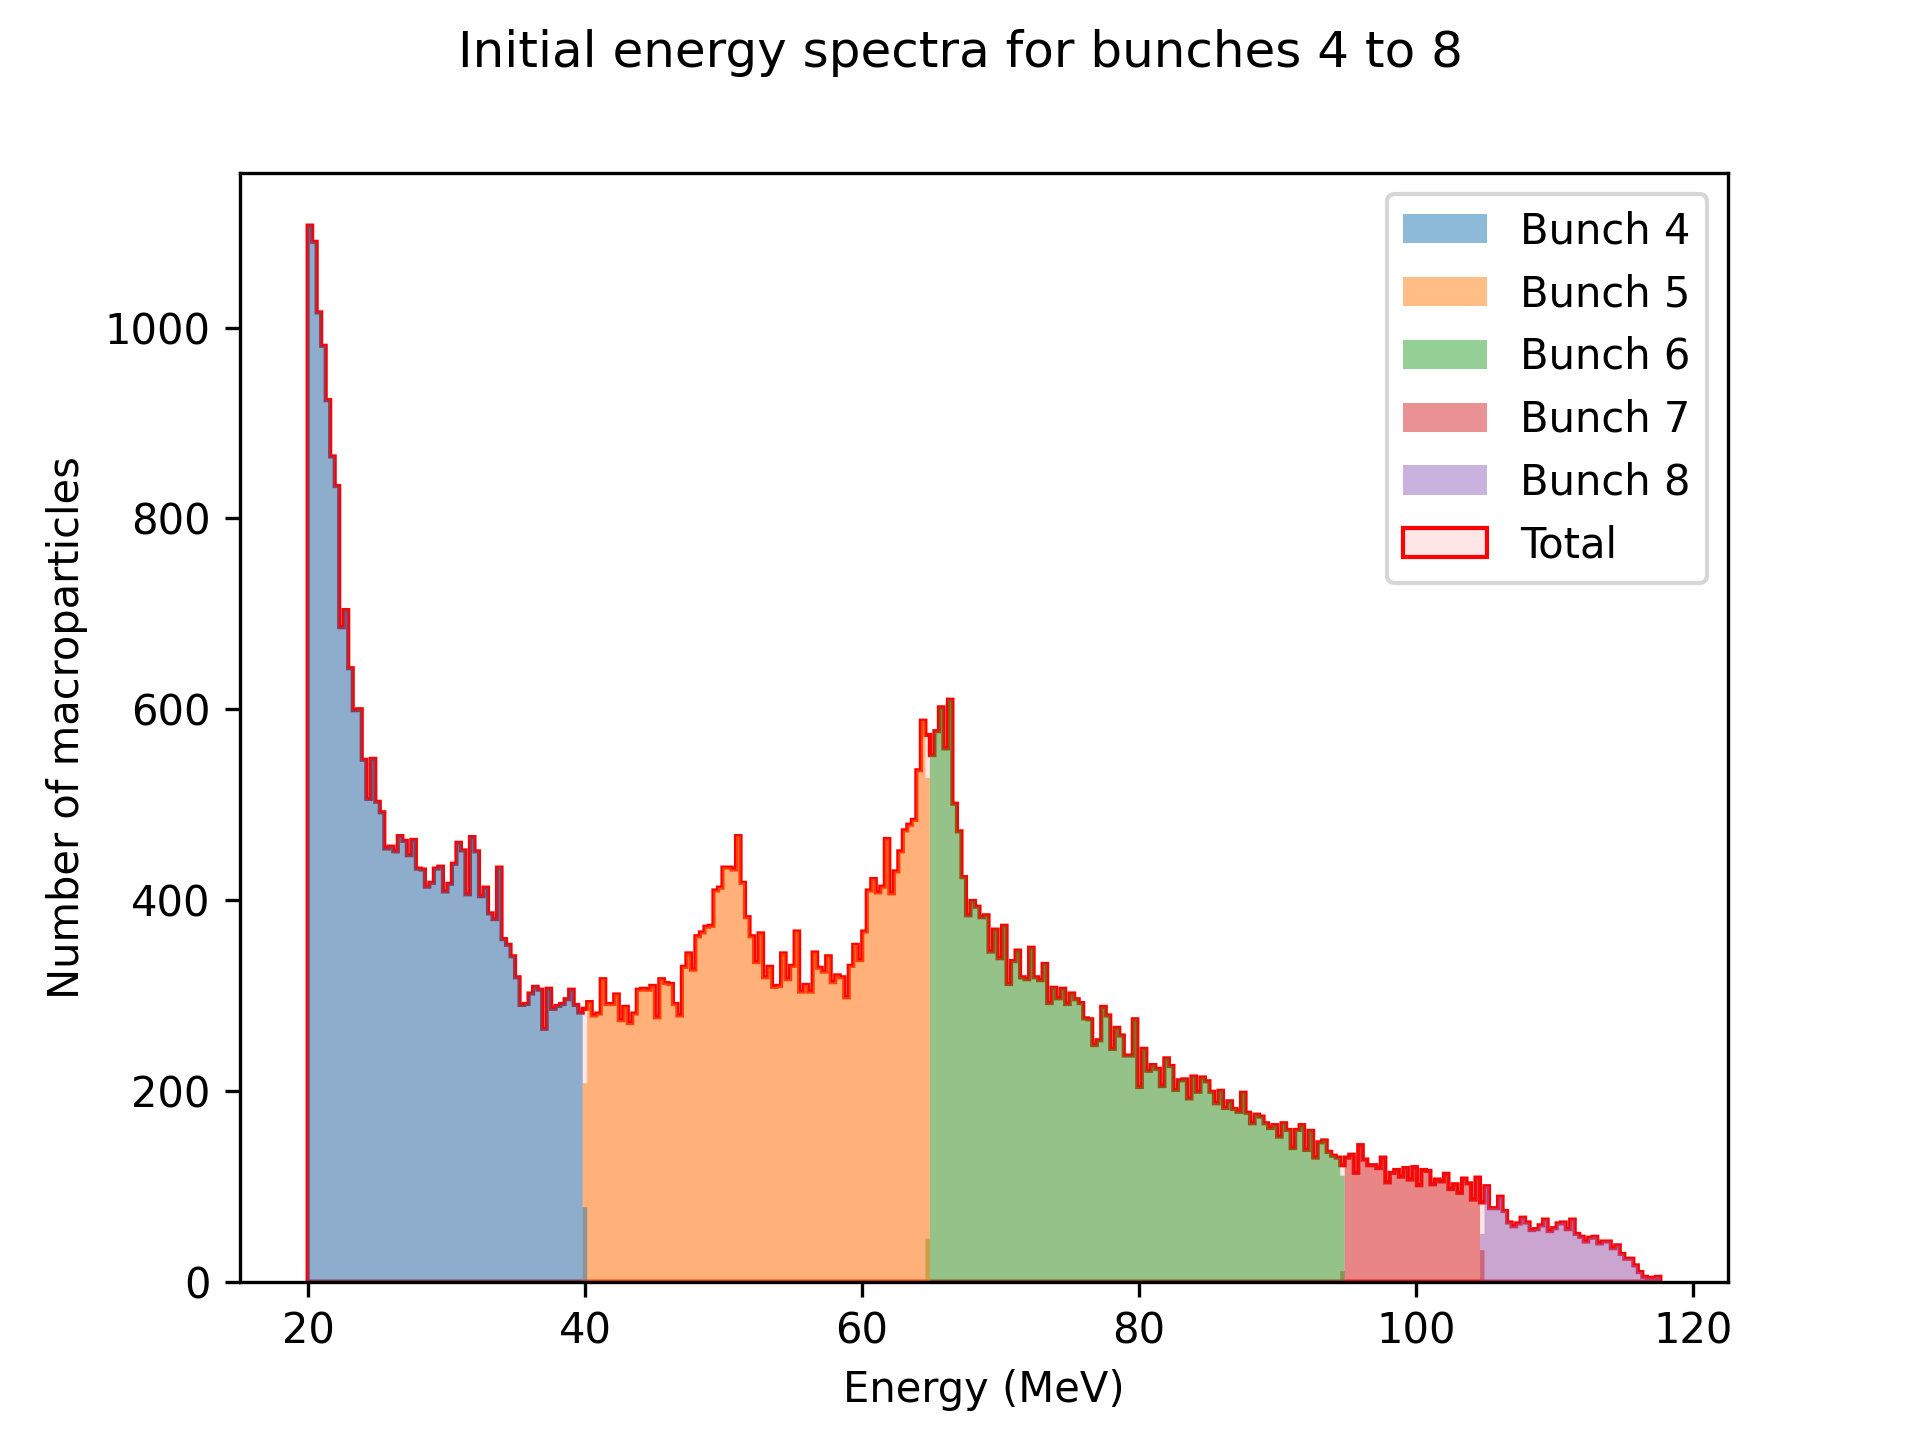 Initial energy spectra for bunches 4 to 8
Number of macroparticles
1000
800
600
400
200
0
20 40 60 80 100 120
Energy (MeV)
Bunch 4
Bunch 5
Bunch 6
Bunch 7
Bunch 8
Total